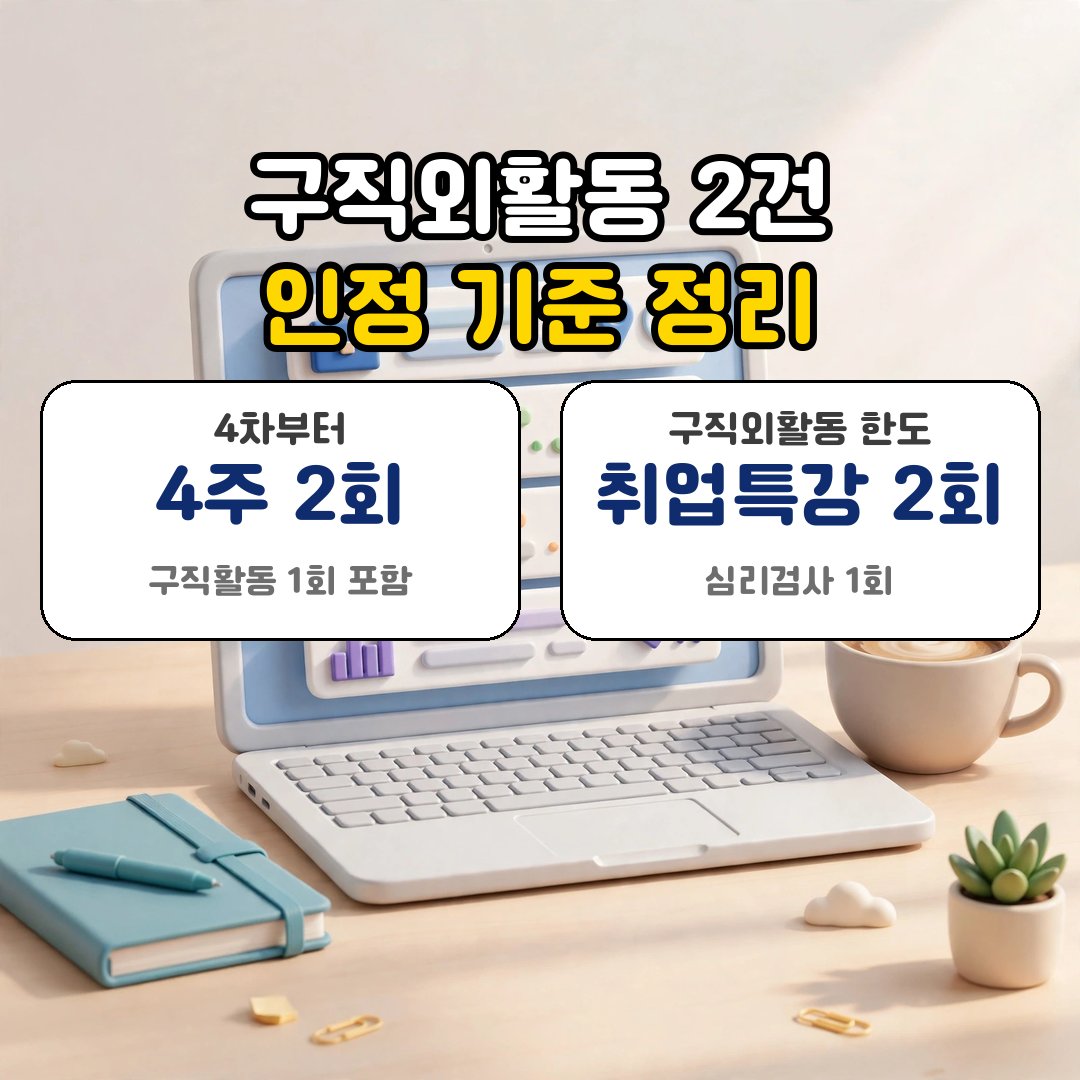 구직외활동 2건
인정 기준 정리
4차부터
4주 2회
구직활동 1회 포함
구직외활동 한도
취업특강 2회
심리검사 1회